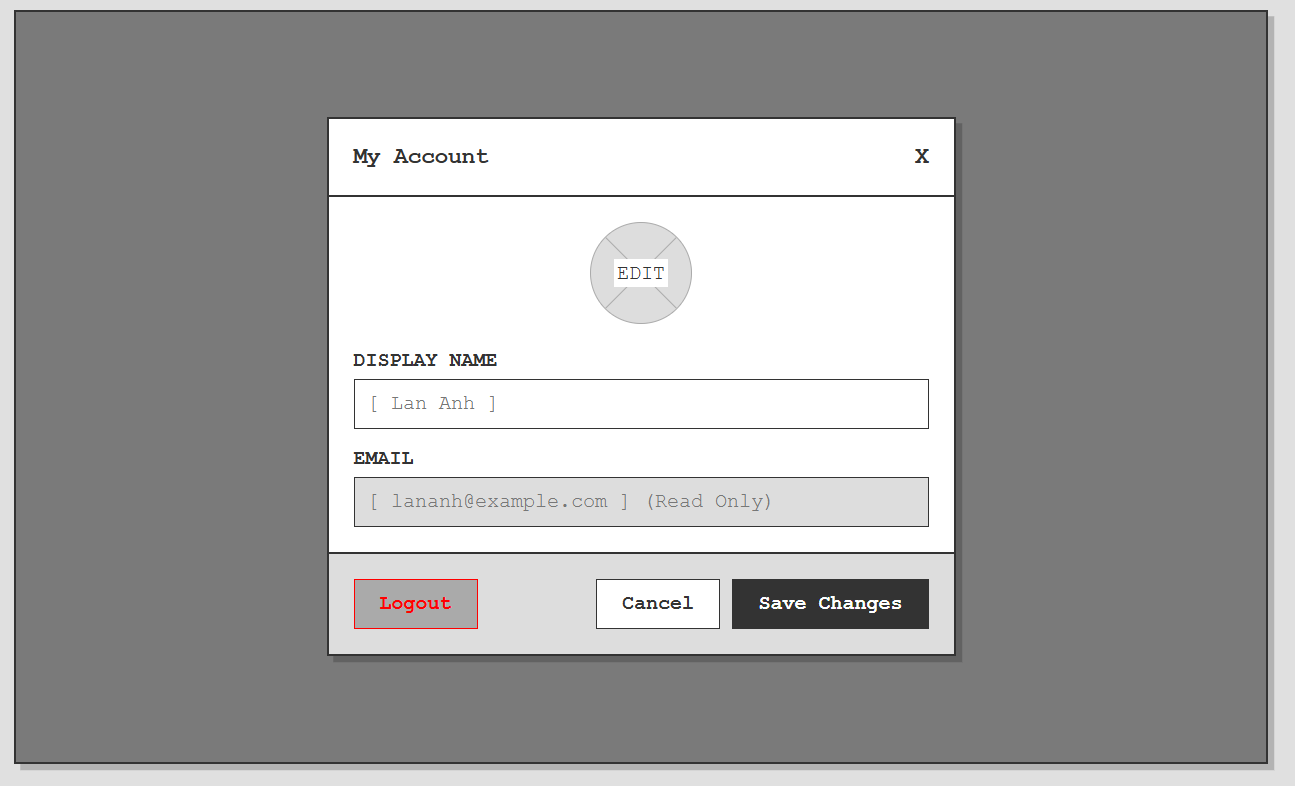 My Account X
EDIT
DISPLAY NAME
[ Lan Anh ]
EMAIL
[ lananh@example.com ] (Read Only)
Logout Cancel Save Changes